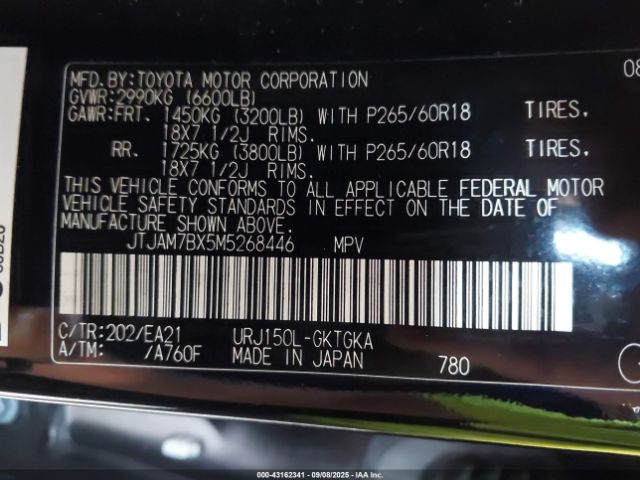 MFD.BY:TOYOTA MOTOR CORPORATION 08
GVWR:2990KG (6600LB)
GAWR:FRT. 1450KG (3200LB) WITH P265/60R18 TIRES.
18X7 1/2J RIMS.
RR. 1725KG (3800LB) WITH P265/60R18 TIRES.
18X7 1/2J RIMS.
THIS VEHICLE CONFORMS TO ALL APPLICABLE FEDERAL MOTOR
VEHICLE SAFETY STANDARDS IN EFFECT ON THE DATE OF
MANUFACTURE SHOWN ABOVE.
JTJAM7BX5M5268446 MPV
C/TR:202/EA21 URJ150L-GKTGKA
A/TM: /A760F MADE IN JAPAN 780
000-43162341 - 09/08/2025 - IAA Inc.